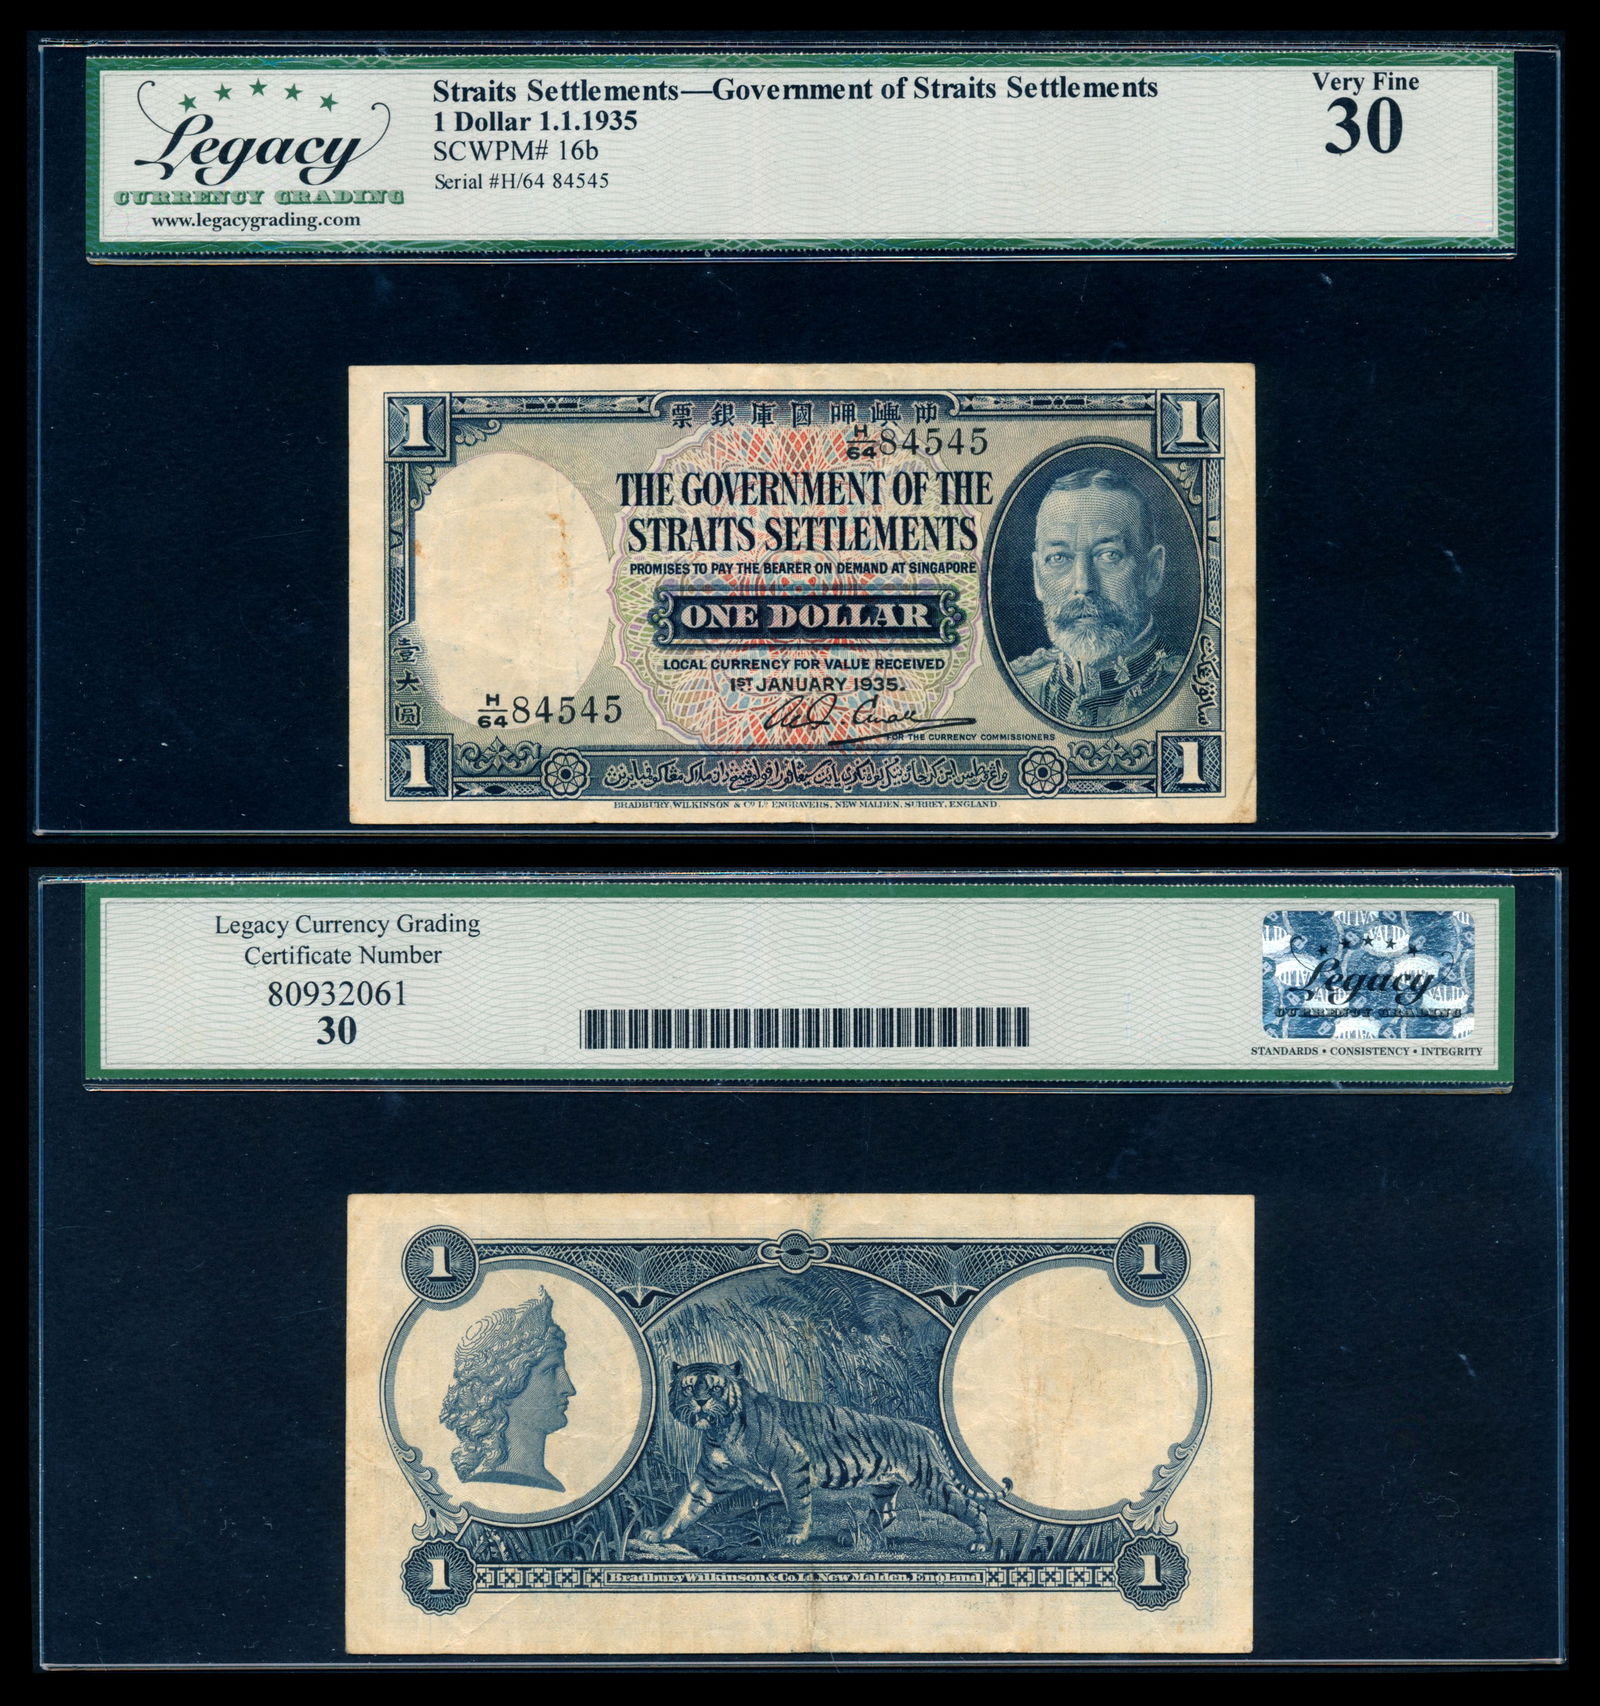 Legacy
CURRENCY GRADING
www.legacygrading.com
Straits Settlements—Government of Straits Settlements
1 Dollar 1.1.1935
SCWPM# 16b
Serial #H/64 84545
Very Fine
30
1
票銀庫國㕷嶼叻
1
H/64 84545
THE GOVERNMENT OF THE
STRAITS SETTLEMENTS
PROMISES TO PAY THE BEARER ON DEMAND AT SINGAPORE
ONE DOLLAR
LOCAL CURRENCY FOR VALUE RECEIVED
1ST JANUARY 1935.
壹大圓
H/64 84545
FOR THE CURRENCY COMMISSIONERS
1
1
BRADBURY, WILKINSON & Co. Ld. ENGRAVERS, NEW MALDEN, SURREY, ENGLAND.
Legacy Currency Grading
Certificate Number
80932061
30
VALID
Legacy
CURRENCY GRADING
STANDARDS • CONSISTENCY • INTEGRITY
1
1
1
Bradbury Wilkinson & Co. Ld. New Malden, England
1